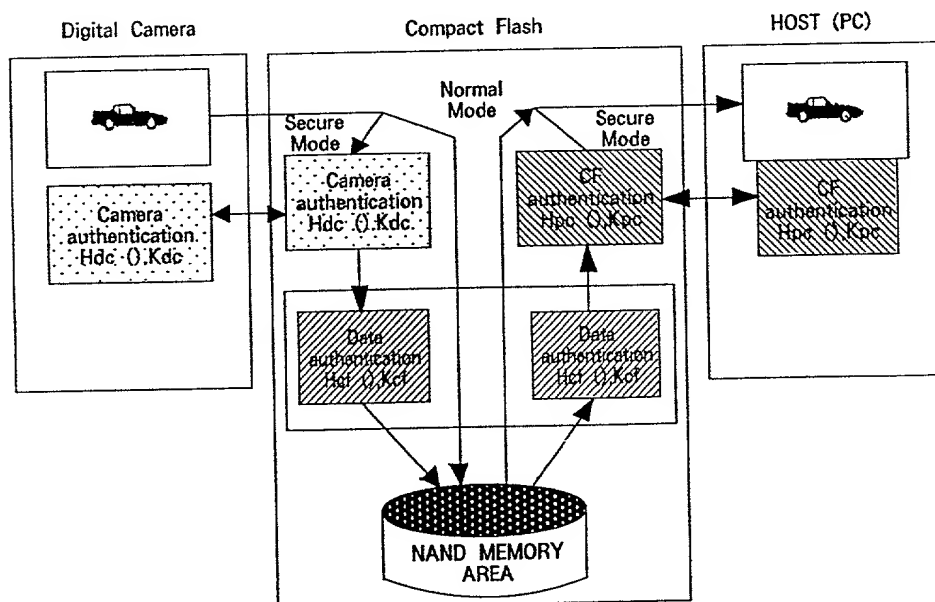 Digital Camera
Compact Flash
HOST (PC)
Normal
Mode
Secure
Mode
Secure
Mode
Camera
authentication
Hdc (),Kdc
Camera
authentication
Hdc (),Kdc
CF
authentication
Hpc (),Kpc
CF
authentication
Hpc (),Kpc
Data
authentication
Hcf (),Kcf
Data
authentication
Hcf (),Kcf
NAND MEMORY
AREA